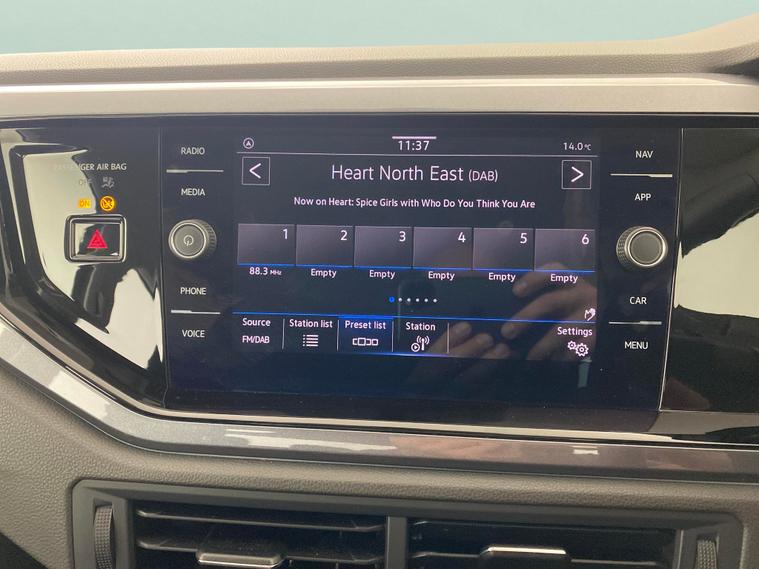 PASSENGER AIR BAG
OFF
ON
RADIO
MEDIA
PHONE
VOICE
11:37
14.0°C
Heart North East (DAB)
Now on Heart: Spice Girls with Who Do You Think You Are
1 2 3 4 5 6
88.3 MHz Empty Empty Empty Empty Empty
Source Station list Preset list Station Settings
FM/DAB
NAV
APP
CAR
MENU